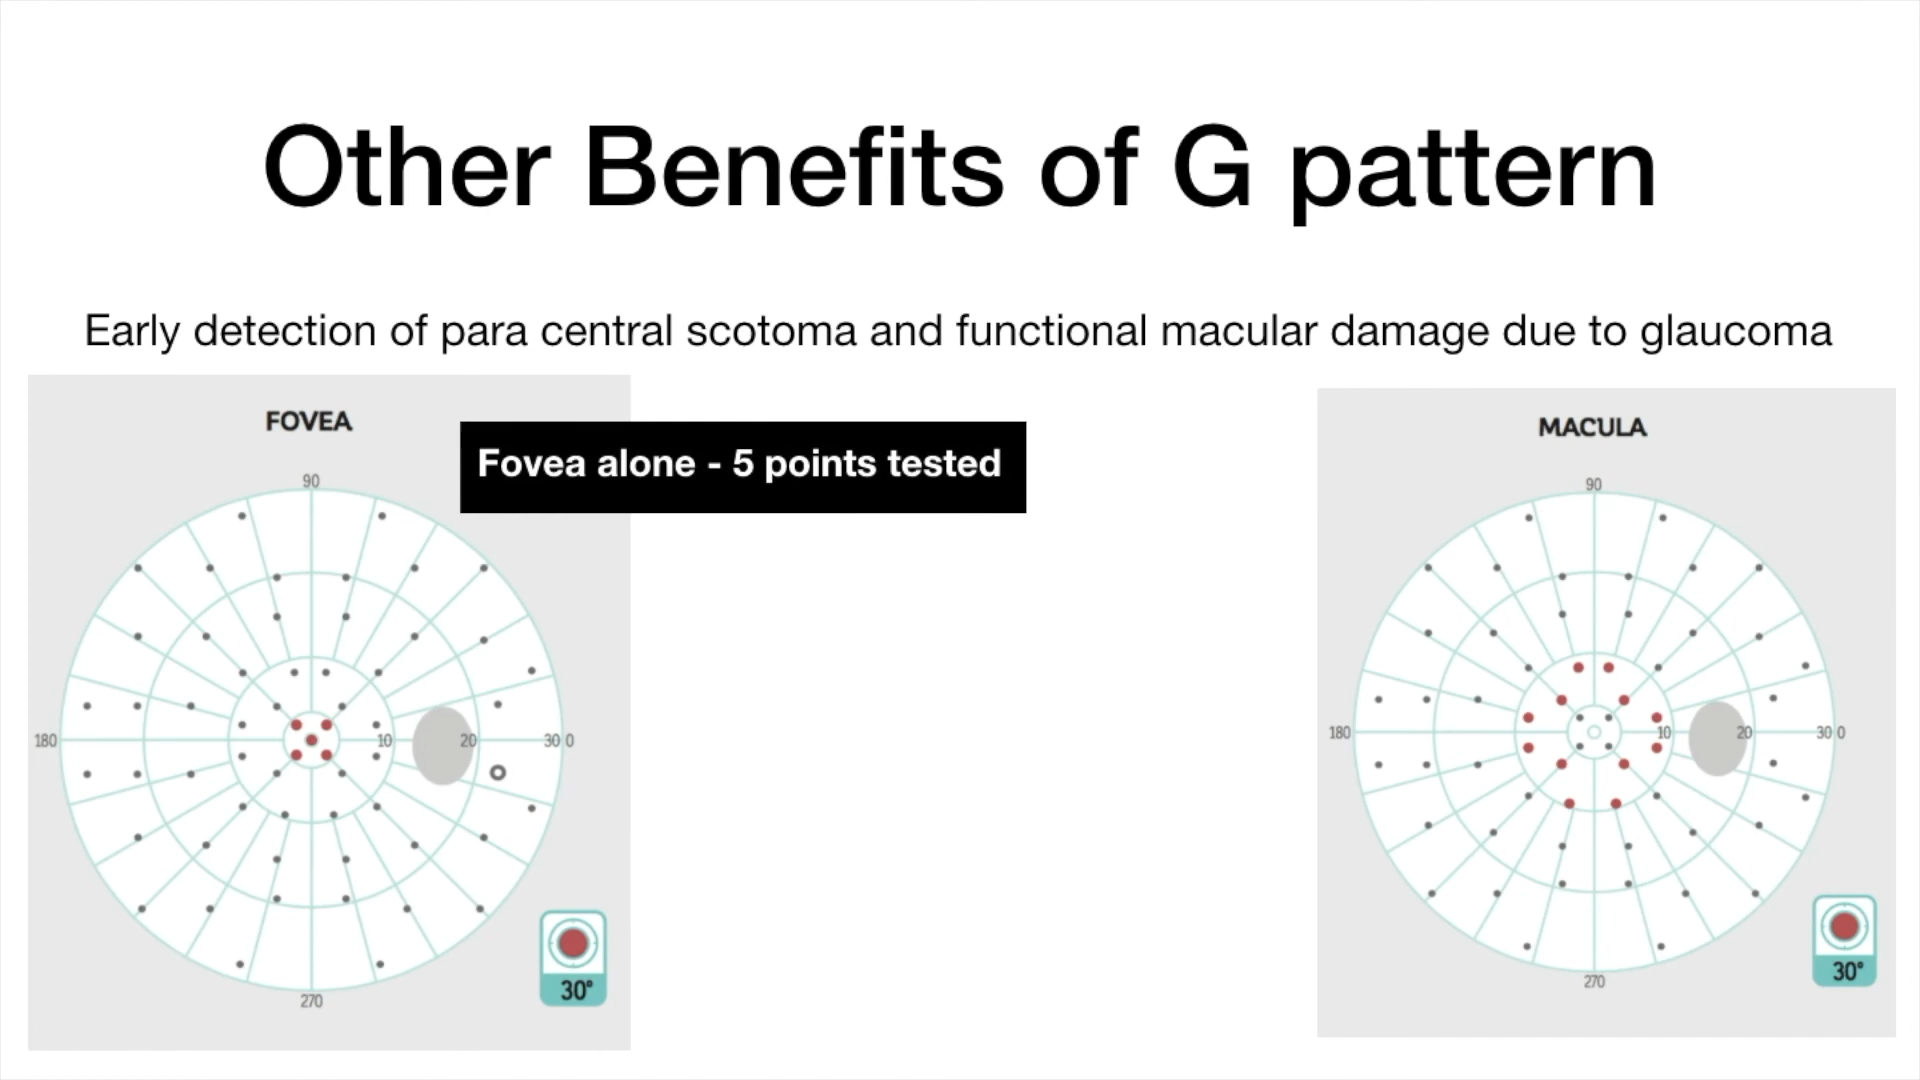 Other Benefits of G pattern
Early detection of para central scotoma and functional macular damage due to glaucoma
FOVEA
Fovea alone - 5 points tested
90
180
10
20
30 0
270
30°
MACULA
90
180
10
20
30 0
270
30°